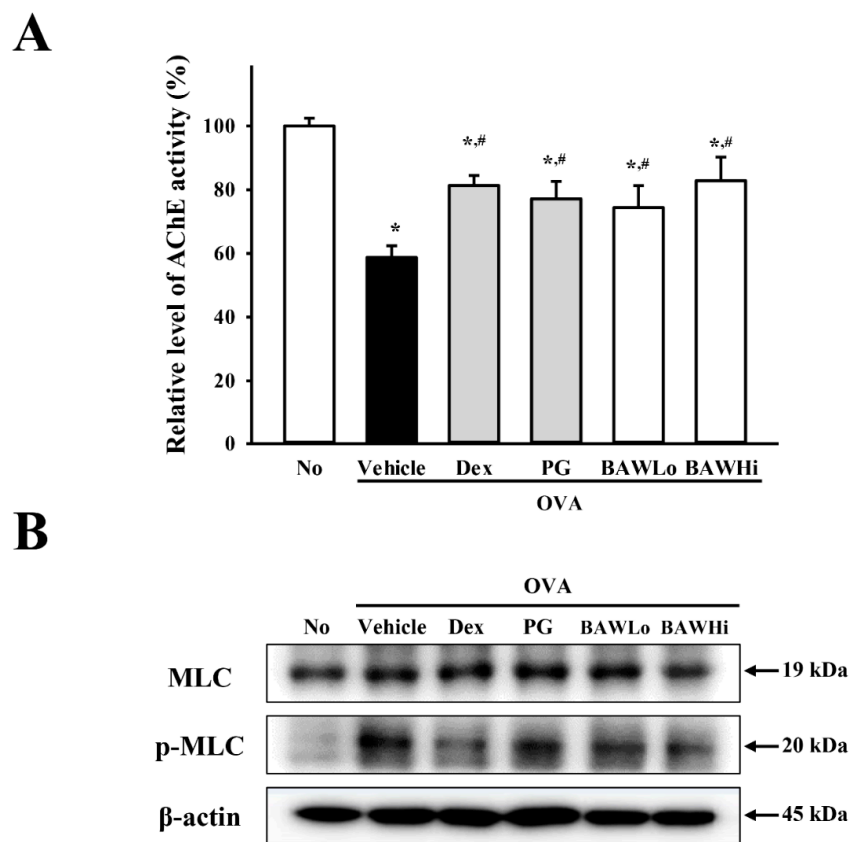 A
Relative level of AChE activity (%)
100
80
60
40
20
0
*
*,#
*,#
*,#
*,#
No Vehicle Dex PG BAWLo BAWHi
OVA
B
OVA
No Vehicle Dex PG BAWLo BAWHi
MLC 19 kDa
p-MLC 20 kDa
β-actin 45 kDa